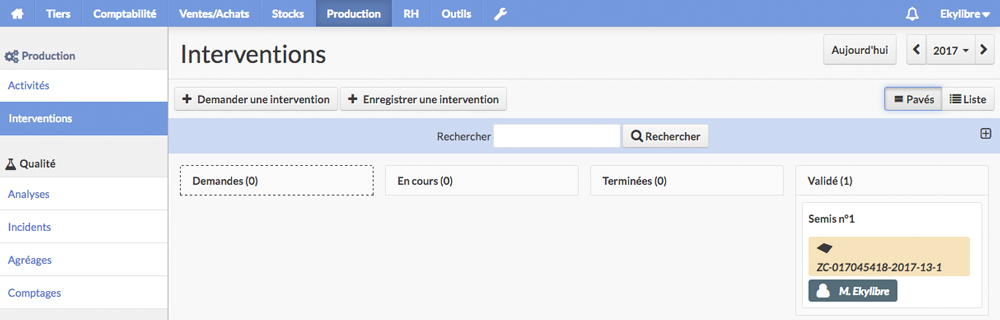 Tiers Comptabilité Ventes/Achats Stocks Production RH Outils Ekylibre
Production
Activités
Interventions
Qualité
Analyses
Incidents
Agréages
Comptages
Interventions
Aujourd'hui 2017
+ Demander une intervention + Enregistrer une intervention Pavés Liste
Rechercher Rechercher
Demandes (0) En cours (0) Terminées (0) Validé (1)
Semis n°1
ZC-017045418-2017-13-1
M. Ekylibre